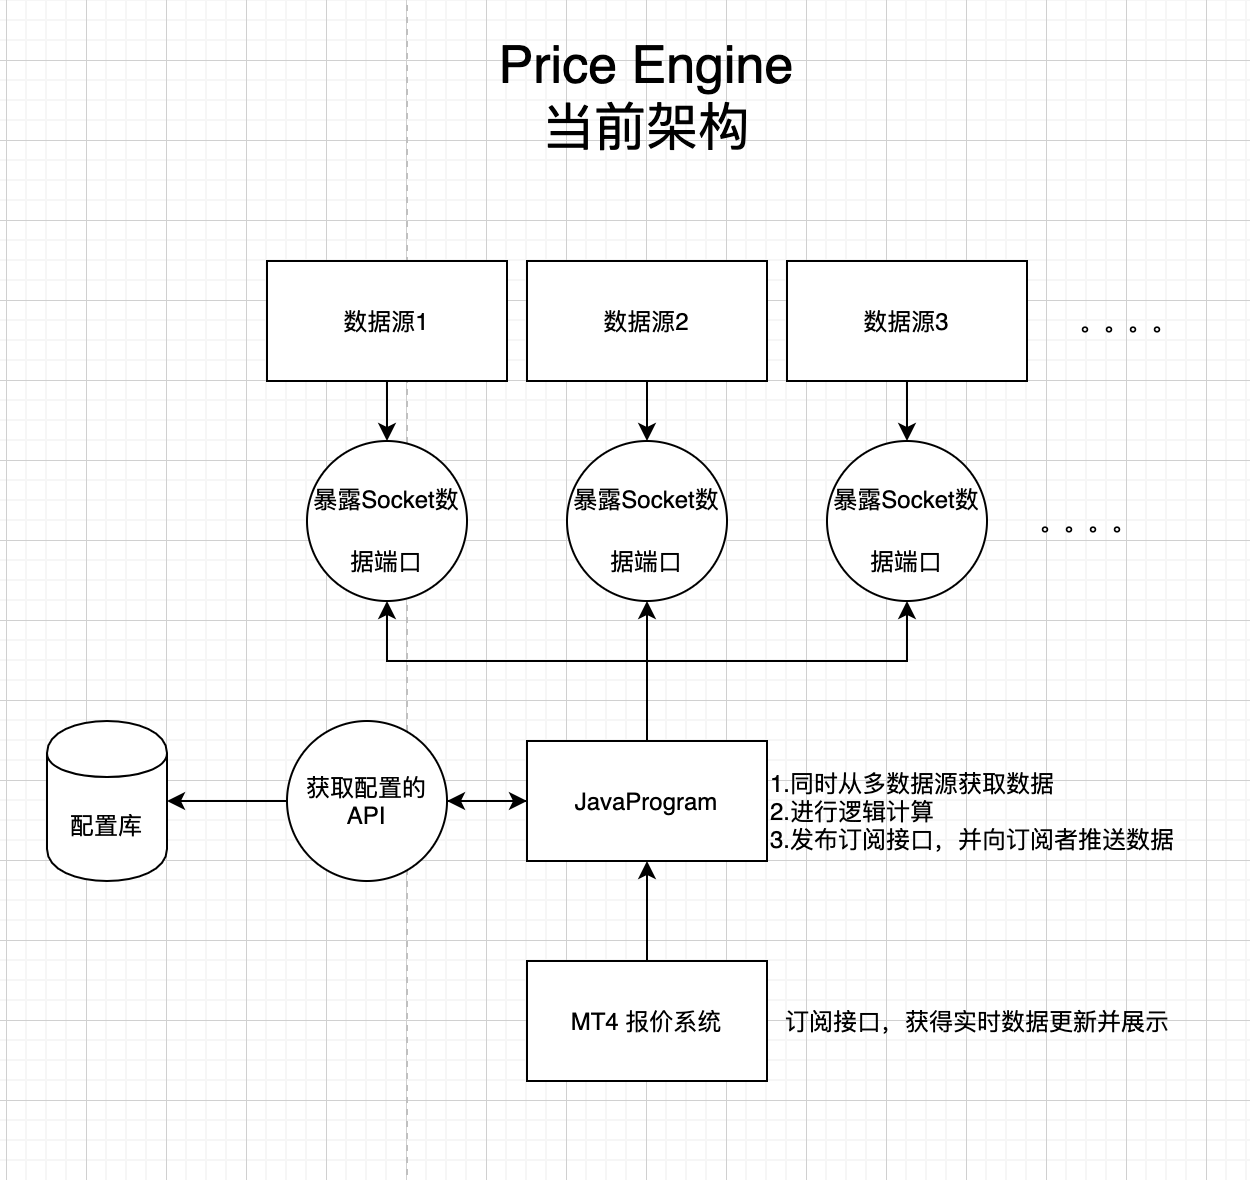 Price Engine
当前架构
数据源1
数据源2
数据源3
。。。。
暴露Socket数
据端口
暴露Socket数
据端口
暴露Socket数
据端口
。。。。
配置库
获取配置的
API
JavaProgram
1.同时从多数据源获取数据
2.进行逻辑计算
3.发布订阅接口，并向订阅者推送数据
MT4 报价系统
订阅接口，获得实时数据更新并展示